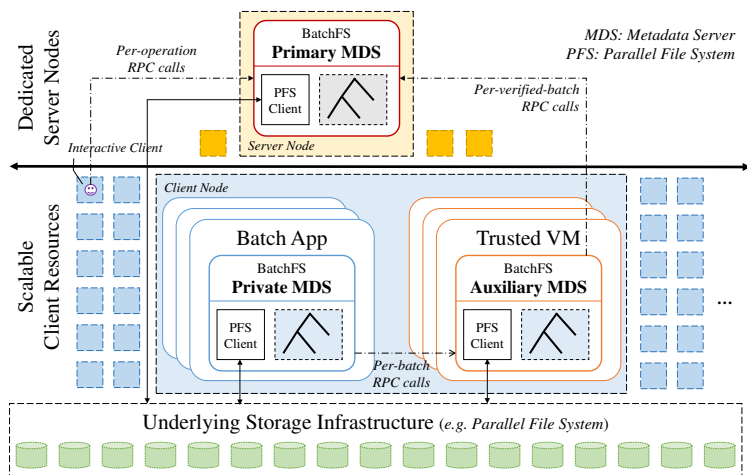 MDS: Metadata Server
PFS: Parallel File System
Dedicated
Server Nodes
Per-operation
RPC calls
BatchFS
Primary MDS
PFS
Client
Server Node
Per-verified-batch
RPC calls
Interactive Client
Scalable
Client Resources
Client Node
Batch App
BatchFS
Private MDS
PFS
Client
Per-batch
RPC calls
Trusted VM
BatchFS
Auxiliary MDS
PFS
Client
...
Underlying Storage Infrastructure (e.g. Parallel File System)